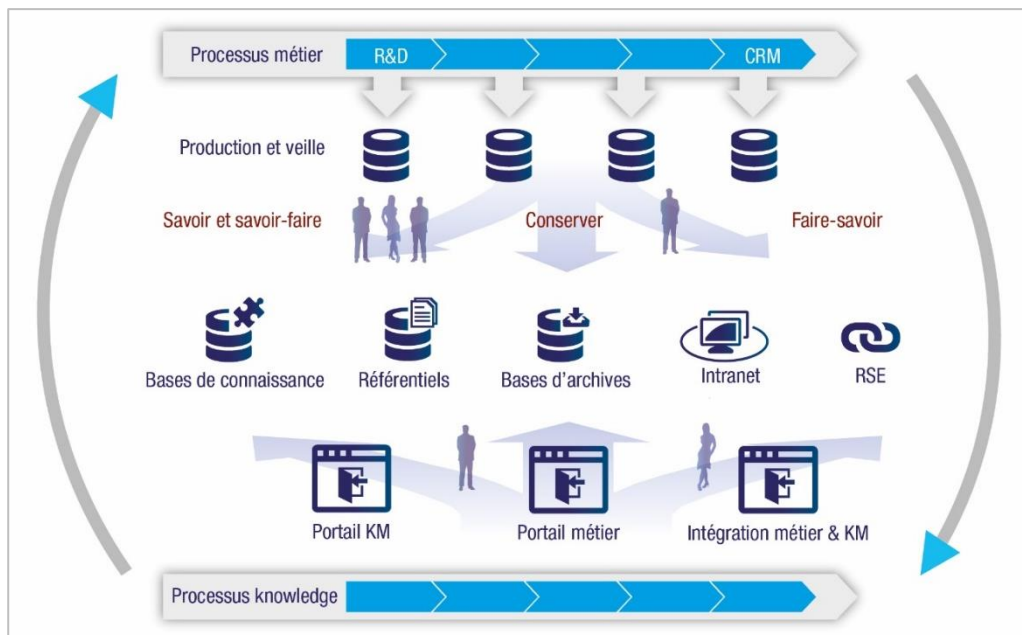 Processus métier
R&D
CRM
Production et veille
Savoir et savoir-faire
Conserver
Faire-savoir
Bases de connaissance
Référentiels
Bases d'archives
Intranet
RSE
Portail KM
Portail métier
Intégration métier & KM
Processus knowledge